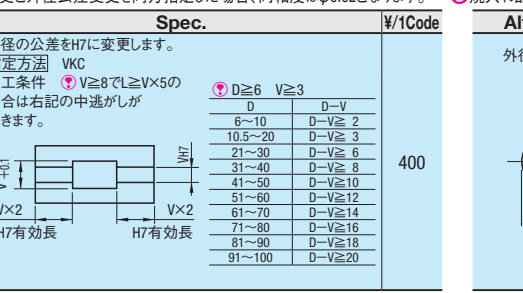 Spec.
¥/1Code
径の公差をH7に変更します。
定方法 VKC
工条件 V≧8でL≧V×5の
合は右記の中逃がしが
きます。
D≧6 V≧3
D D−V
6〜10 D−V≧ 2
10.5〜20 D−V≧ 3
21〜30 D−V≧ 6
31〜40 D−V≧ 8
41〜50 D−V≧10
51〜60 D−V≧12
61〜70 D−V≧14
71〜80 D−V≧16
81〜90 D−V≧18
91〜100 D−V≧20
400
VH7
V×2
V×2
H7有効長
H7有効長